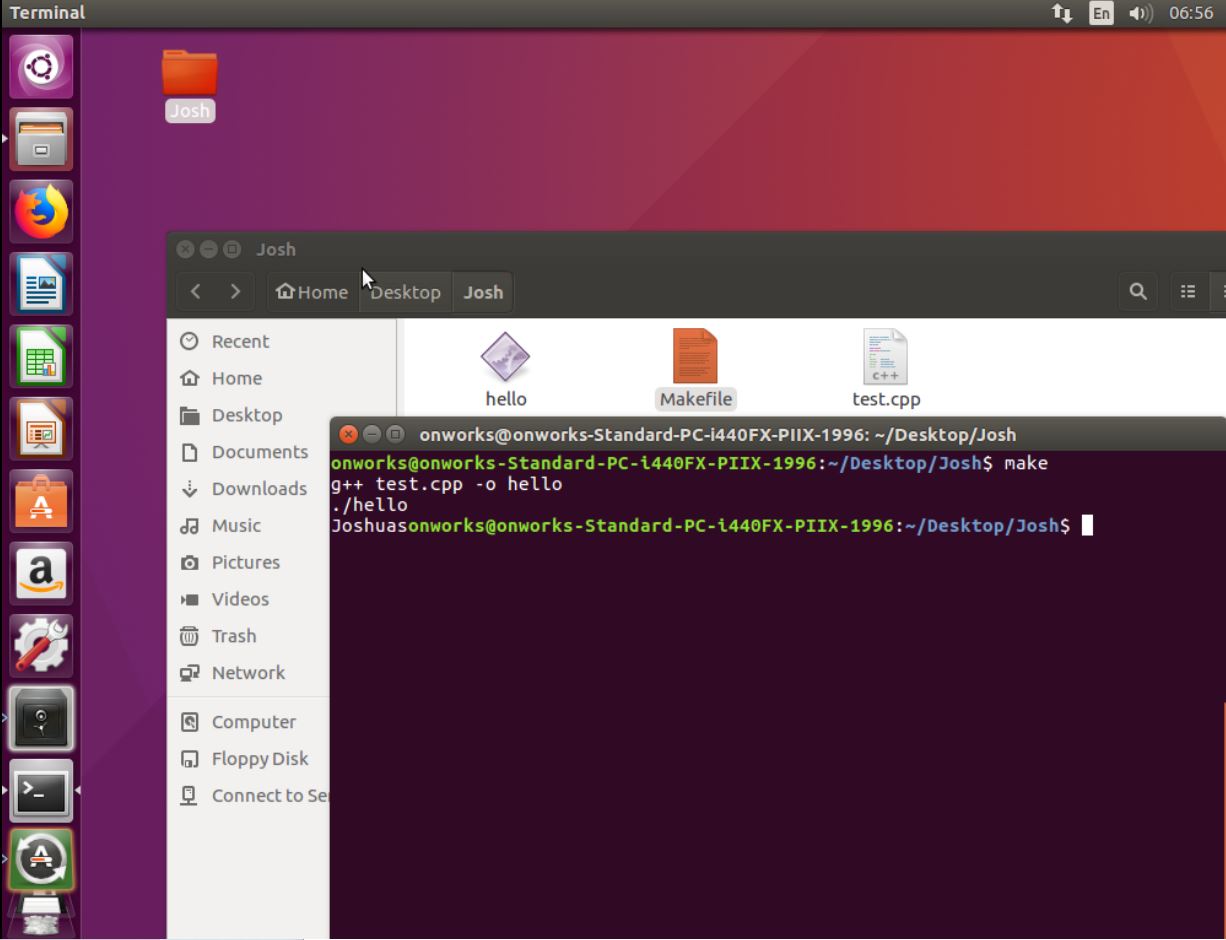 Terminal
En
06:56
Josh
Josh
Home
Desktop
Josh
Recent
Home
Desktop
Documents
Downloads
Music
Pictures
Videos
Trash
Network
Computer
Floppy Disk
Connect to Se
hello
Makefile
c++
test.cpp
onworks@onworks-Standard-PC-i440FX-PIIX-1996: ~/Desktop/Josh
onworks@onworks-Standard-PC-i440FX-PIIX-1996:~/Desktop/Josh$ make
g++ test.cpp -o hello
./hello
Joshuasonworks@onworks-Standard-PC-i440FX-PIIX-1996:~/Desktop/Josh$